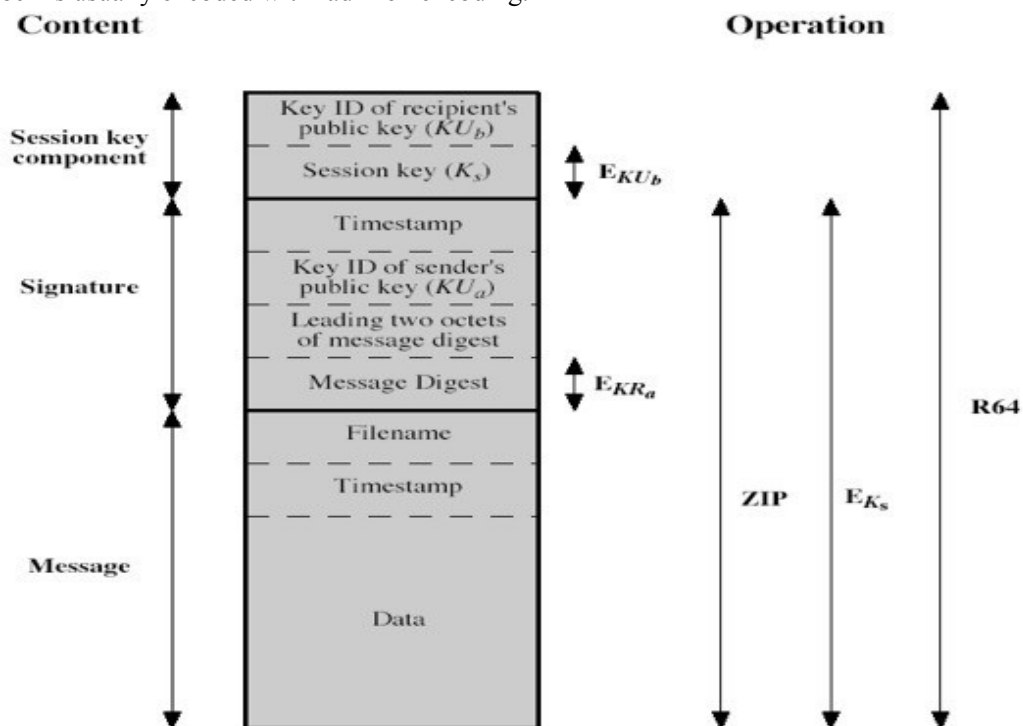 Content
Operation
Key ID of recipient's
public key (KUb)
Session key
component
Session key (Ks)
EKUb
Timestamp
Key ID of sender's
public key (KUa)
Signature
Leading two octets
of message digest
Message Digest
EKRa
R64
Filename
Timestamp
ZIP
EKs
Message
Data